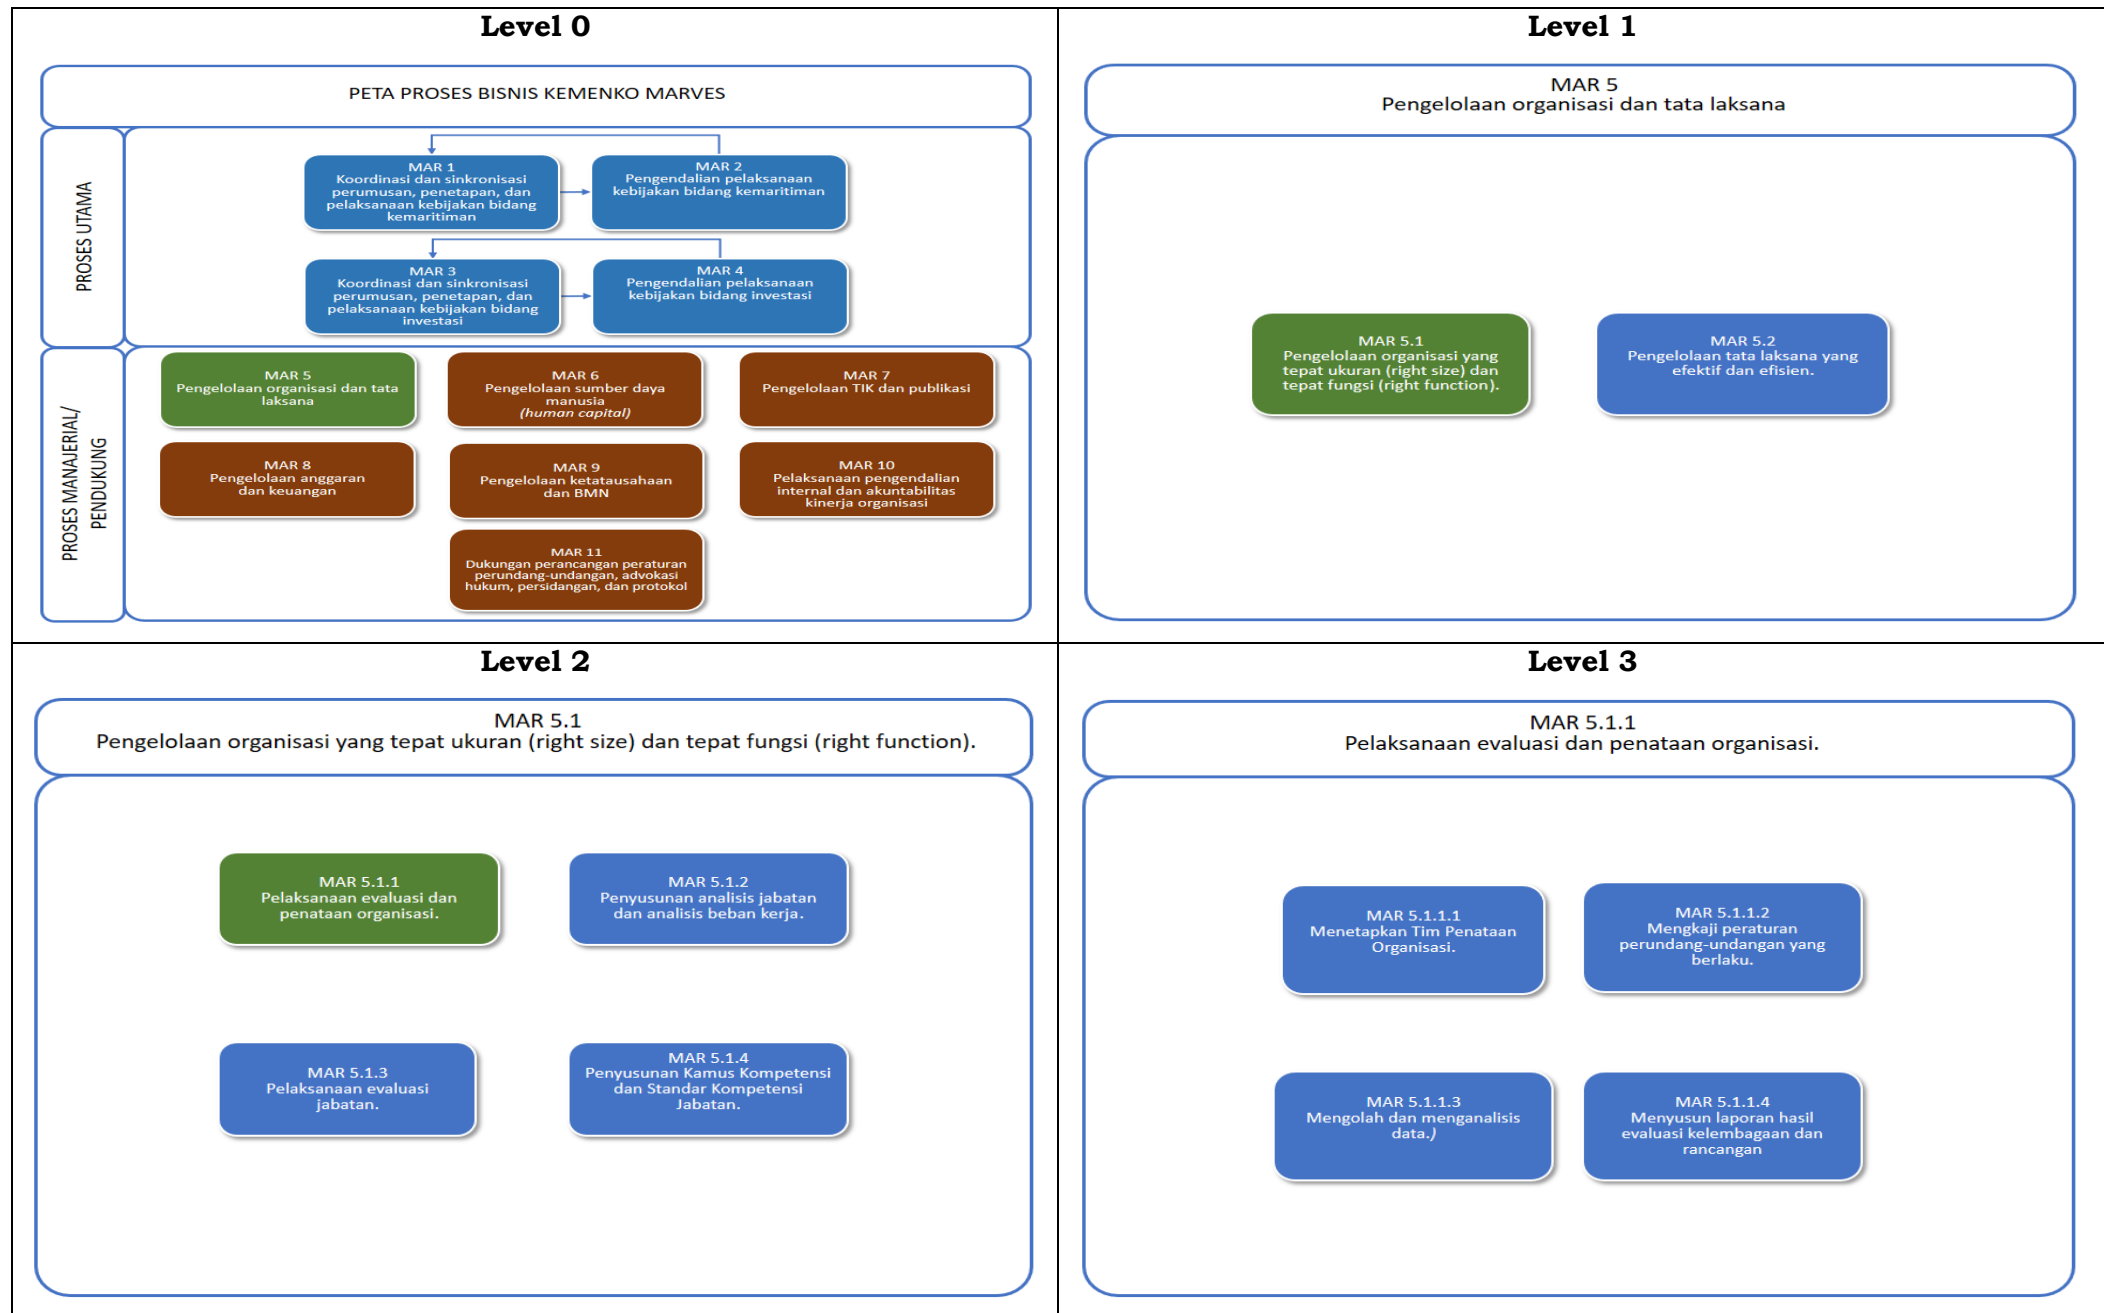 Level 0
PETA PROSES BISNIS KEMENKO MARVES
PROSES UTAMA
MAR 1
Koordinasi dan sinkronisasi
perumusan, penetapan, dan
pelaksanaan kebijakan bidang
kemaritiman
MAR 2
Pengendalian pelaksanaan
kebijakan bidang kemaritiman
MAR 3
Koordinasi dan sinkronisasi
perumusan, penetapan, dan
pelaksanaan kebijakan bidang
investasi
MAR 4
Pengendalian pelaksanaan
kebijakan bidang investasi
PROSES MANAJERIAL/
PENDUKUNG
MAR 5
Pengelolaan organisasi dan tata
laksana
MAR 6
Pengelolaan sumber daya
manusia
(human capital)
MAR 7
Pengelolaan TIK dan publikasi
MAR 8
Pengelolaan anggaran
dan keuangan
MAR 9
Pengelolaan ketatausahaan
dan BMN
MAR 10
Pelaksanaan pengendalian
internal dan akuntabilitas
kinerja organisasi
MAR 11
Dukungan perancangan peraturan
perundang-undangan, advokasi
hukum, persidangan, dan protokol
Level 1
MAR 5
Pengelolaan organisasi dan tata laksana
MAR 5.1
Pengelolaan organisasi yang
tepat ukuran (right size) dan
tepat fungsi (right function).
MAR 5.2
Pengelolaan tata laksana yang
efektif dan efisien.
Level 2
MAR 5.1
Pengelolaan organisasi yang tepat ukuran (right size) dan tepat fungsi (right function).
MAR 5.1.1
Pelaksanaan evaluasi dan
penataan organisasi.
MAR 5.1.2
Penyusunan analisis jabatan
dan analisis beban kerja.
MAR 5.1.3
Pelaksanaan evaluasi
jabatan.
MAR 5.1.4
Penyusunan Kamus Kompetensi
dan Standar Kompetensi
Jabatan.
Level 3
MAR 5.1.1
Pelaksanaan evaluasi dan penataan organisasi.
MAR 5.1.1.1
Menetapkan Tim Penataan
Organisasi.
MAR 5.1.1.2
Mengkaji peraturan
perundang-undangan yang
berlaku.
MAR 5.1.1.3
Mengolah dan menganalisis
data.)
MAR 5.1.1.4
Menyusun laporan hasil
evaluasi kelembagaan dan
rancangan